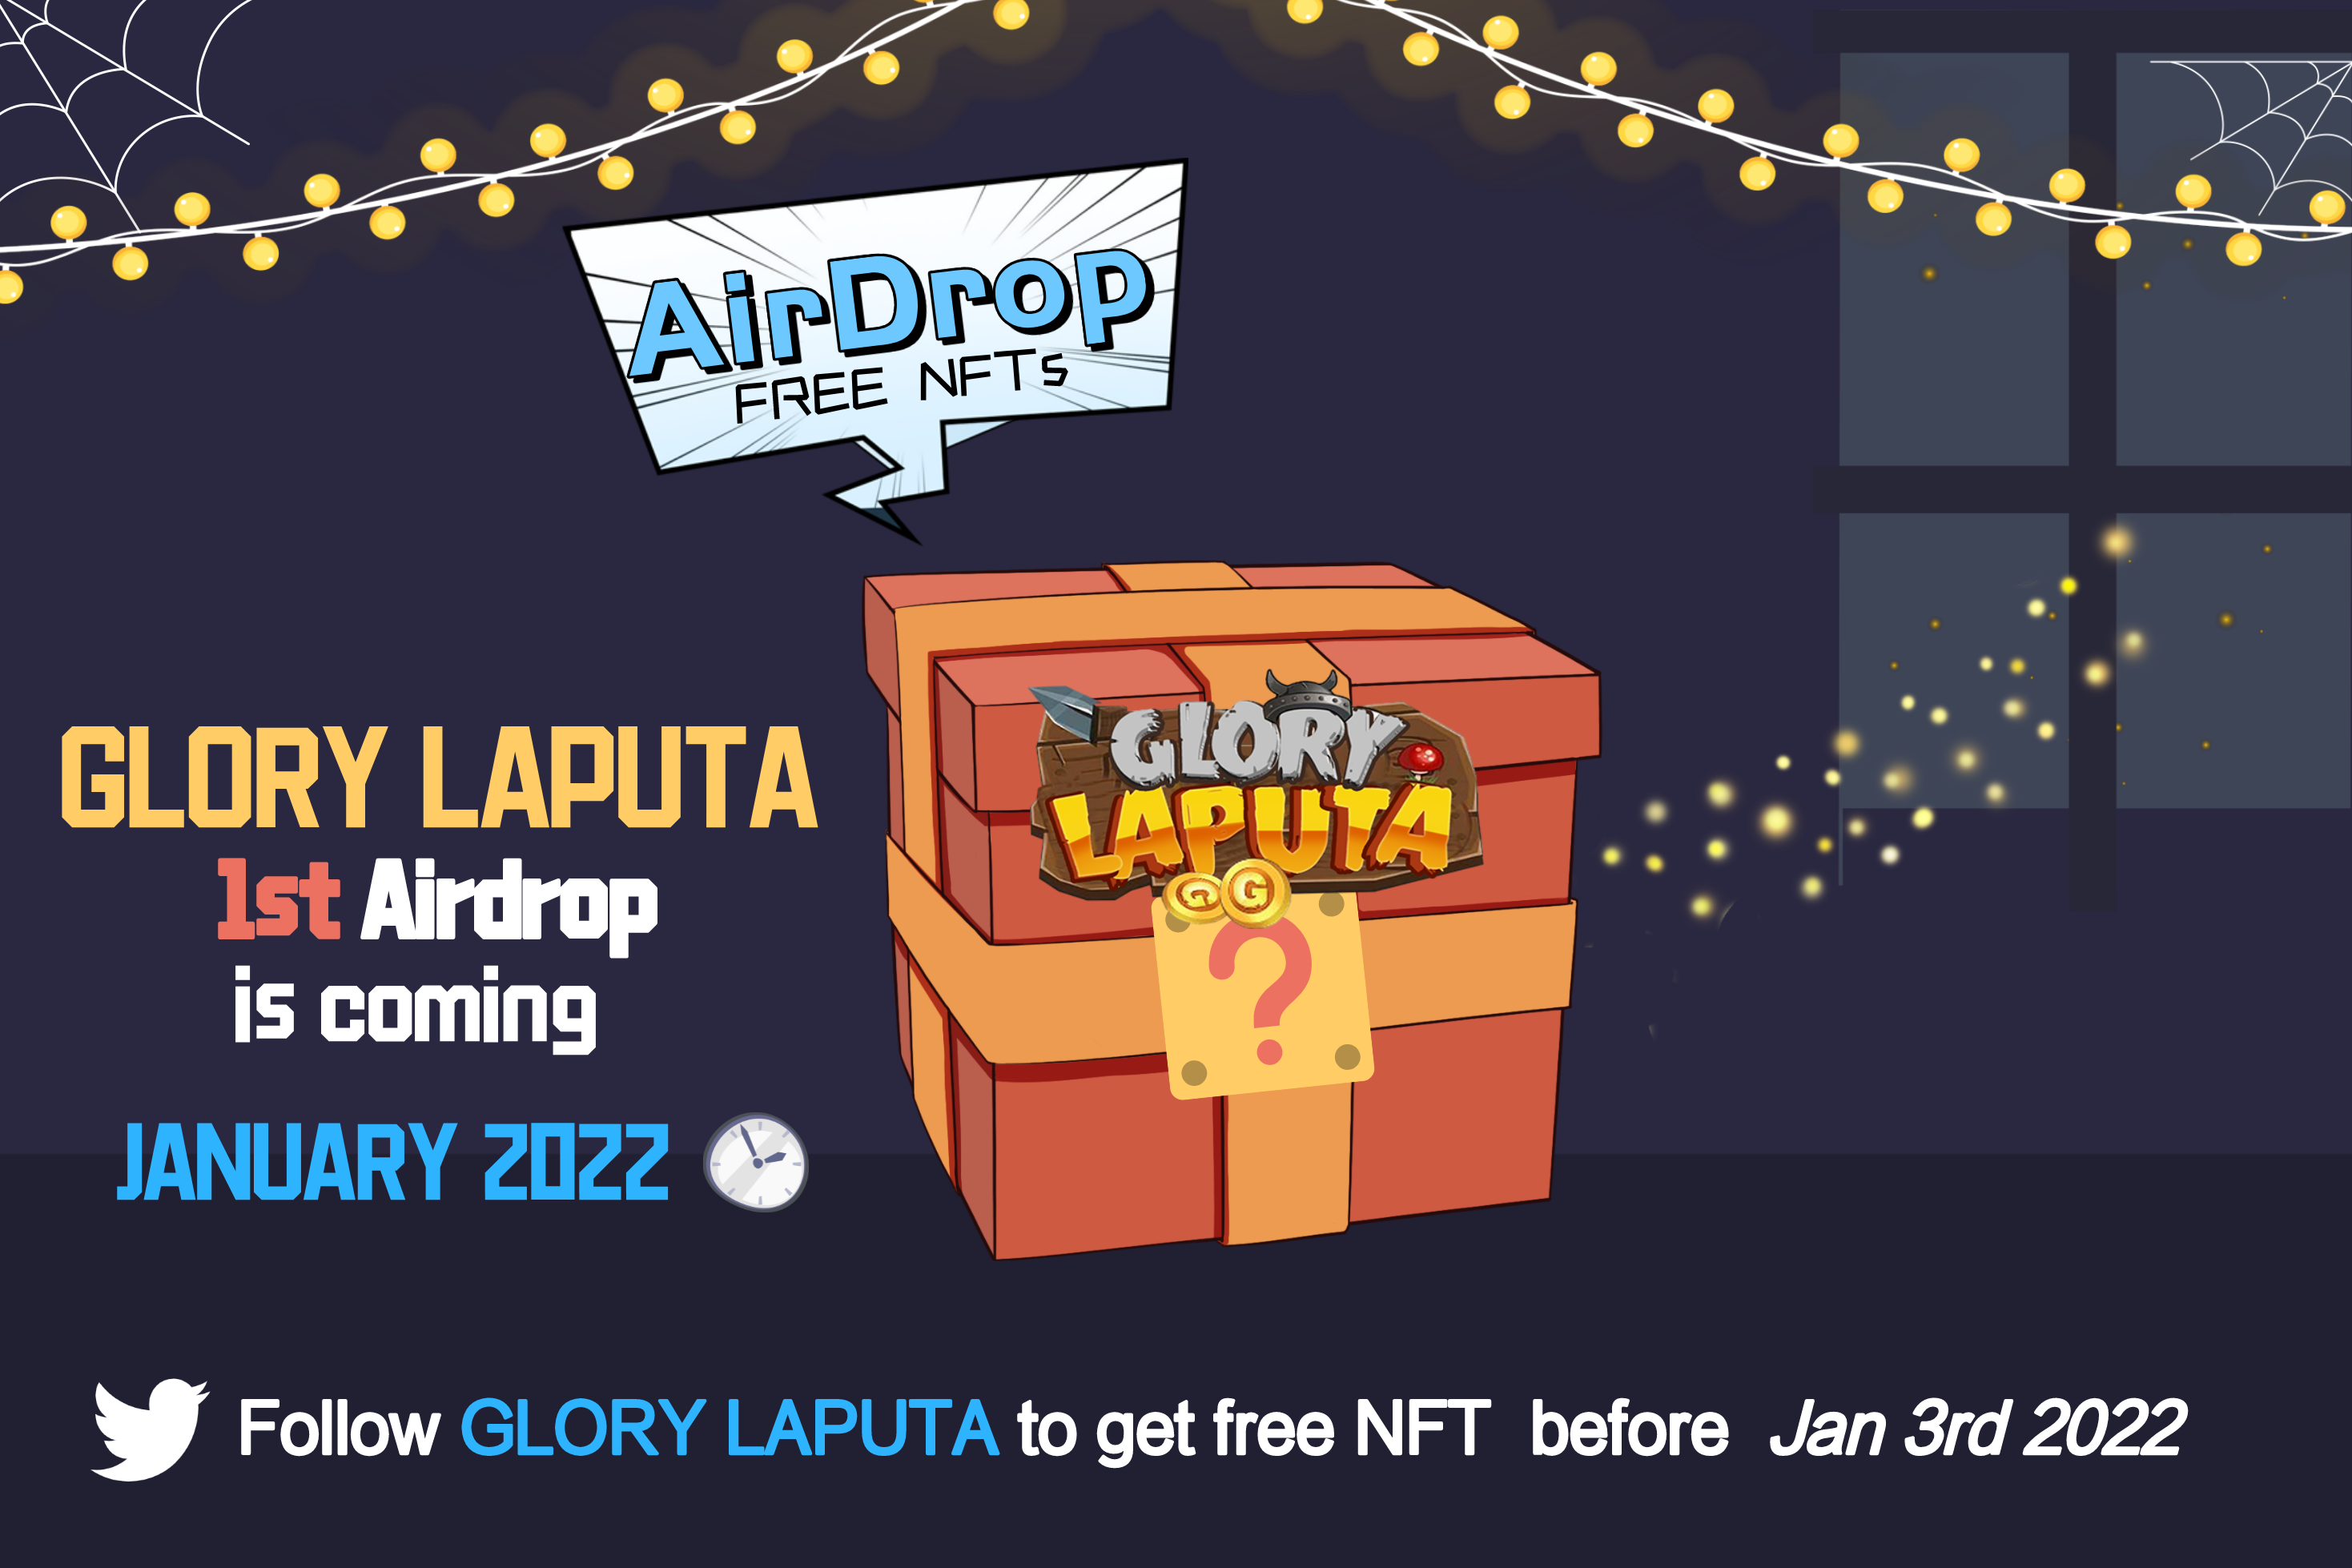 AirDrop
FREE NFTs
GLORY
LAPUTA
G G
?
GLORY LAPUTA
1st Airdrop
is coming
JANUARY 2022
Follow GLORY LAPUTA to get free NFT before Jan 3rd 2022